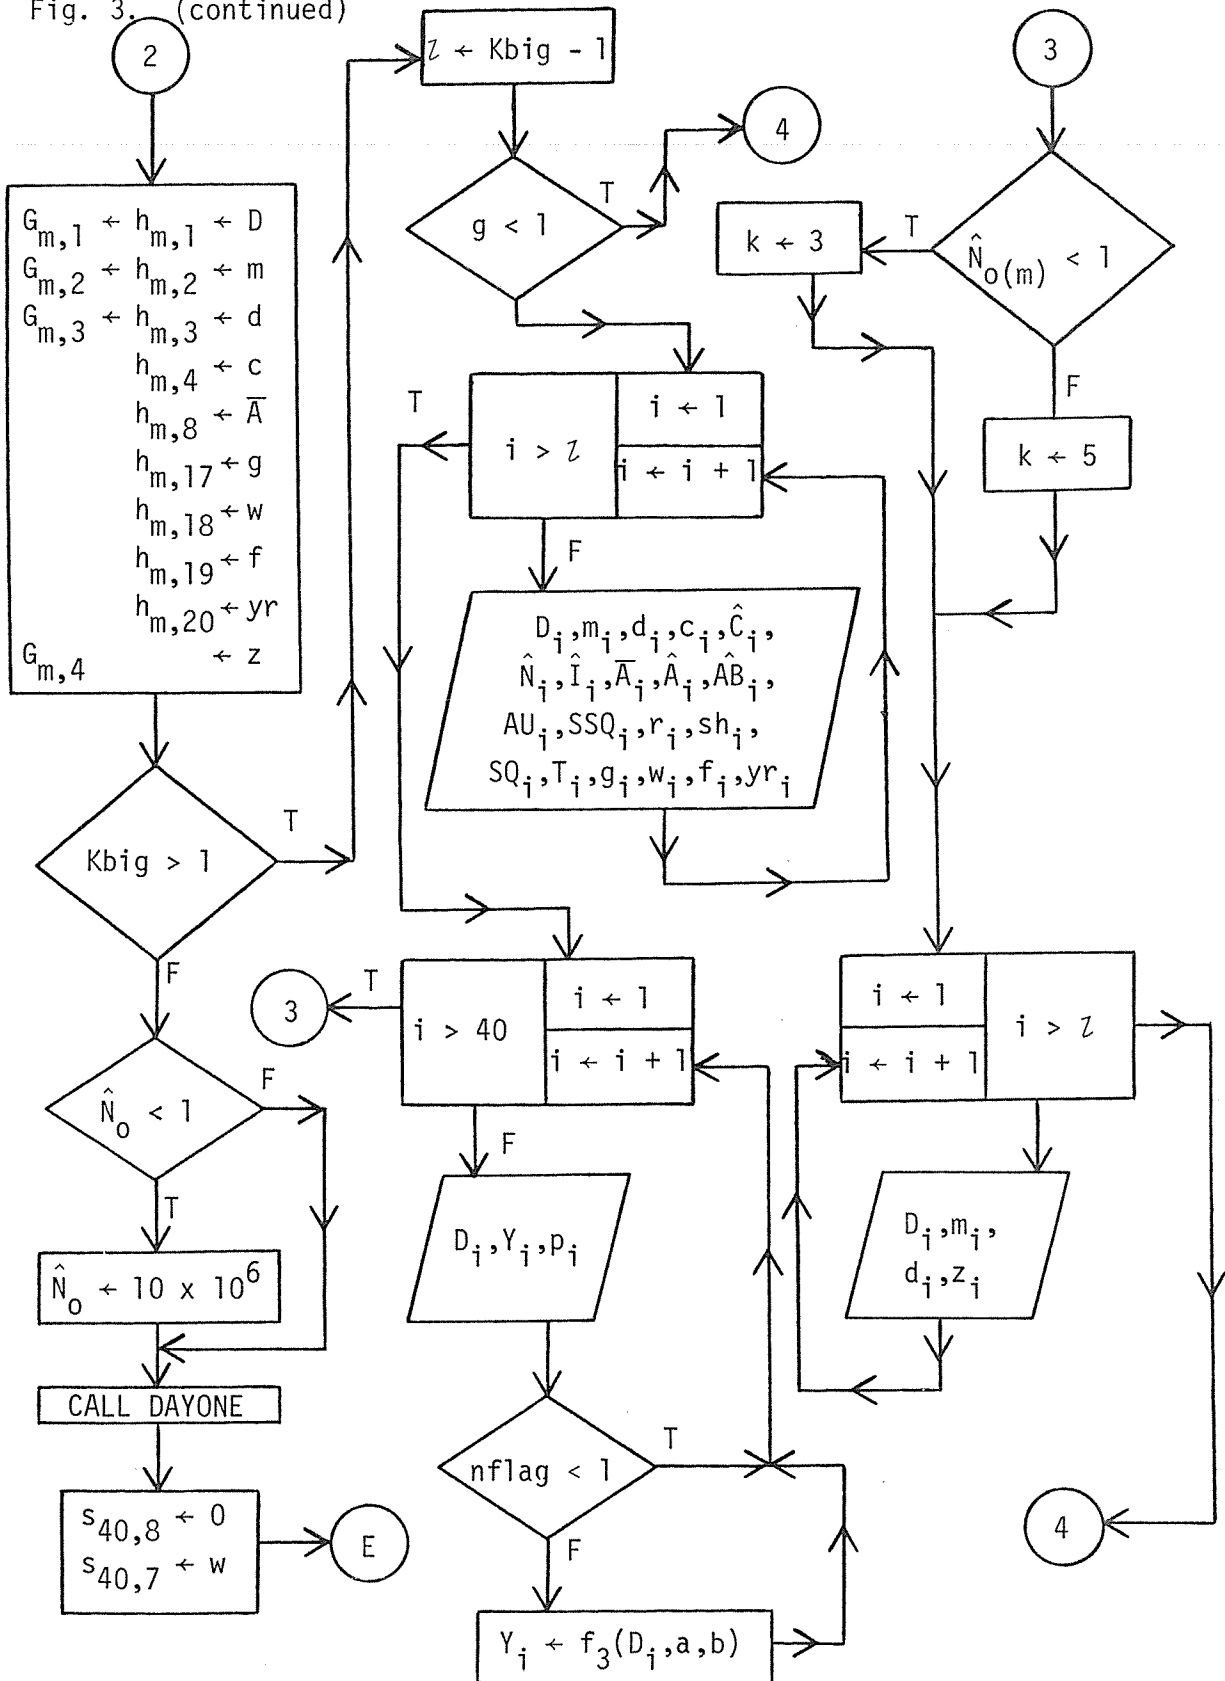 Fig. 3. (continued)
2
G_m,1 ← h_m,1 ← D
G_m,2 ← h_m,2 ← m
G_m,3 ← h_m,3 ← d
h_m,4 ← c
h_m,8 ← A̅
h_m,17 ← g
h_m,18 ← w
h_m,19 ← f
h_m,20 ← yr
G_m,4 ← z
Kbig > 1
T
F
N̂_o < 1
F
T
N̂_o ← 10 x 10^6
CALL DAYONE
s_40,8 ← 0
s_40,7 ← w
E
l ← Kbig - 1
g < 1
T
4
i > l
i ← 1
i ← i + 1
T
F
D_i,m_i,d_i,c_i,Ĉ_i,
N̂_i,Î_i,A̅_i,Â_i,AB̂_i,
AU_i,SSQ_i,r_i,sh_i,
SQ_i,T_i,g_i,w_i,f_i,yr_i
3
T
i > 40
i ← 1
i ← i + 1
F
D_i,Y_i,p_i
nflag < 1
T
F
Y_i ← f_3(D_i,a,b)
3
N̂_o(m) < 1
T
k ← 3
F
k ← 5
i ← 1
i ← i + 1
i > l
D_i,m_i,
d_i,z_i
4